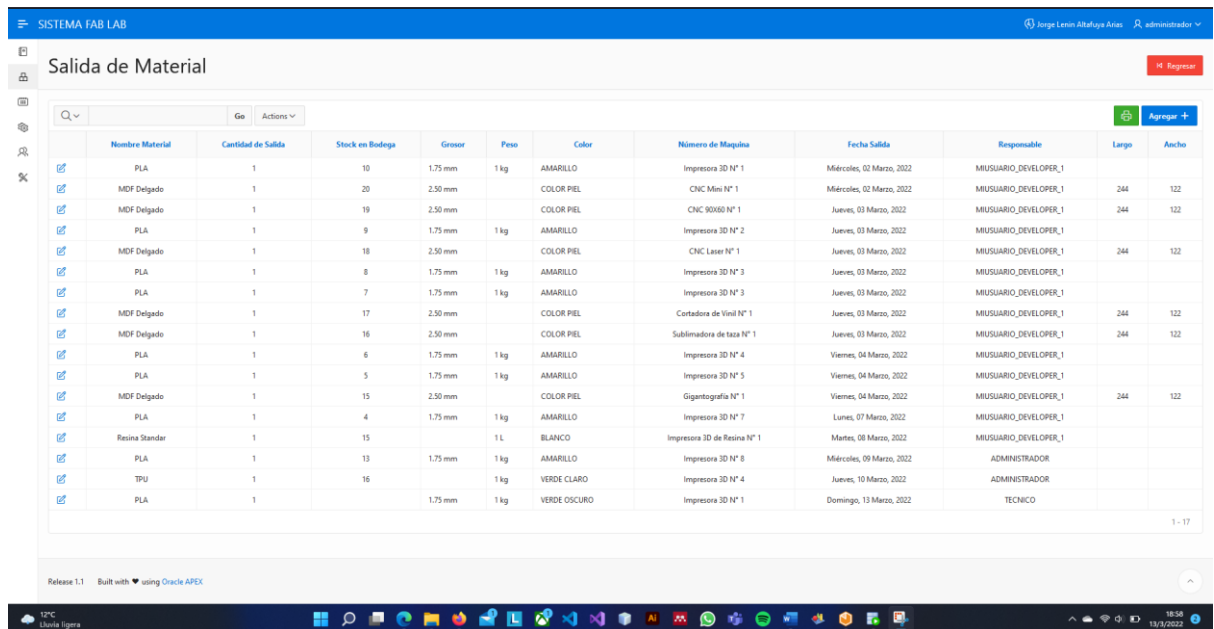 SISTEMA FAB LAB Jorge Lenin Altafuya Arias administrador
Salida de Material Regresar
Go Actions Agregar +
Nombre Material Cantidad de Salida Stock en Bodega Grosor Peso Color Número de Maquina Fecha Salida Responsable Largo Ancho
PLA 1 10 1.75 mm 1 kg AMARILLO Impresora 3D N° 1 Miércoles, 02 Marzo, 2022 MIUSUARIO_DEVELOPER_1
MDF Delgado 1 20 2.50 mm COLOR PIEL CNC Mini N° 1 Miércoles, 02 Marzo, 2022 MIUSUARIO_DEVELOPER_1 244 122
MDF Delgado 1 19 2.50 mm COLOR PIEL CNC 90X60 N° 1 Jueves, 03 Marzo, 2022 MIUSUARIO_DEVELOPER_1 244 122
PLA 1 9 1.75 mm 1 kg AMARILLO Impresora 3D N° 2 Jueves, 03 Marzo, 2022 MIUSUARIO_DEVELOPER_1
MDF Delgado 1 18 2.50 mm COLOR PIEL CNC Laser N° 1 Jueves, 03 Marzo, 2022 MIUSUARIO_DEVELOPER_1 244 122
PLA 1 8 1.75 mm 1 kg AMARILLO Impresora 3D N° 3 Jueves, 03 Marzo, 2022 MIUSUARIO_DEVELOPER_1
PLA 1 7 1.75 mm 1 kg AMARILLO Impresora 3D N° 3 Jueves, 03 Marzo, 2022 MIUSUARIO_DEVELOPER_1
MDF Delgado 1 17 2.50 mm COLOR PIEL Cortadora de Vinil N° 1 Jueves, 03 Marzo, 2022 MIUSUARIO_DEVELOPER_1 244 122
MDF Delgado 1 16 2.50 mm COLOR PIEL Sublimadora de taza N° 1 Jueves, 03 Marzo, 2022 MIUSUARIO_DEVELOPER_1 244 122
PLA 1 6 1.75 mm 1 kg AMARILLO Impresora 3D N° 4 Viernes, 04 Marzo, 2022 MIUSUARIO_DEVELOPER_1
PLA 1 5 1.75 mm 1 kg AMARILLO Impresora 3D N° 5 Viernes, 04 Marzo, 2022 MIUSUARIO_DEVELOPER_1
MDF Delgado 1 15 2.50 mm COLOR PIEL Gigantografía N° 1 Viernes, 04 Marzo, 2022 MIUSUARIO_DEVELOPER_1 244 122
PLA 1 4 1.75 mm 1 kg AMARILLO Impresora 3D N° 7 Lunes, 07 Marzo, 2022 MIUSUARIO_DEVELOPER_1
Resina Standar 1 15 1 L BLANCO Impresora 3D de Resina N° 1 Martes, 08 Marzo, 2022 MIUSUARIO_DEVELOPER_1
PLA 1 13 1.75 mm 1 kg AMARILLO Impresora 3D N° 8 Miércoles, 09 Marzo, 2022 ADMINISTRADOR
TPU 1 16 1 kg VERDE CLARO Impresora 3D N° 4 Jueves, 10 Marzo, 2022 ADMINISTRADOR
PLA 1 1.75 mm 1 kg VERDE OSCURO Impresora 3D N° 1 Domingo, 13 Marzo, 2022 TECNICO
1 - 17
Release 1.1 Built with ♥ using Oracle APEX
12°C
Lluvia ligera
18:58
13/3/2022